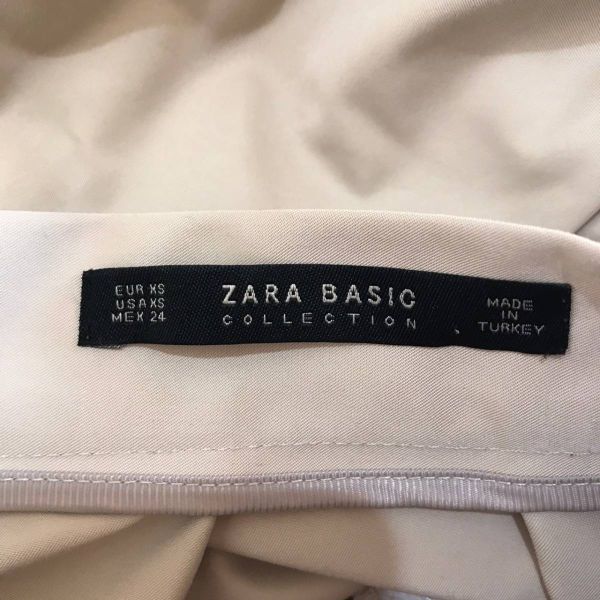 EUR XS
USA XS
MEX 24
ZARA BASIC
COLLECTION
MADE
IN
TURKEY